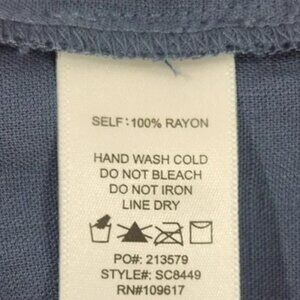 SELF: 100% RAYON
HAND WASH COLD
DO NOT BLEACH
DO NOT IRON
LINE DRY
PO#: 213579
STYLE#: SC8449
RN#109617